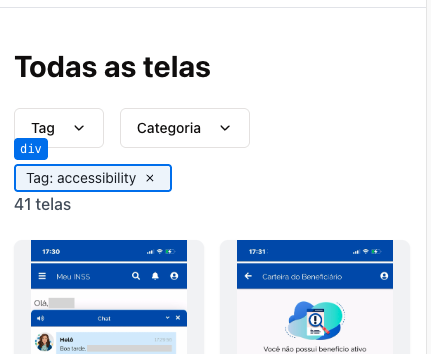 Todas as telas
Tag
Categoria
div
Tag: accessibility ×
41 telas
17:30
17:31
Meu INSS
Carteira do Beneficiário
Olá,
Chat
Helô
Boa tarde,
Você não possui benefício ativo